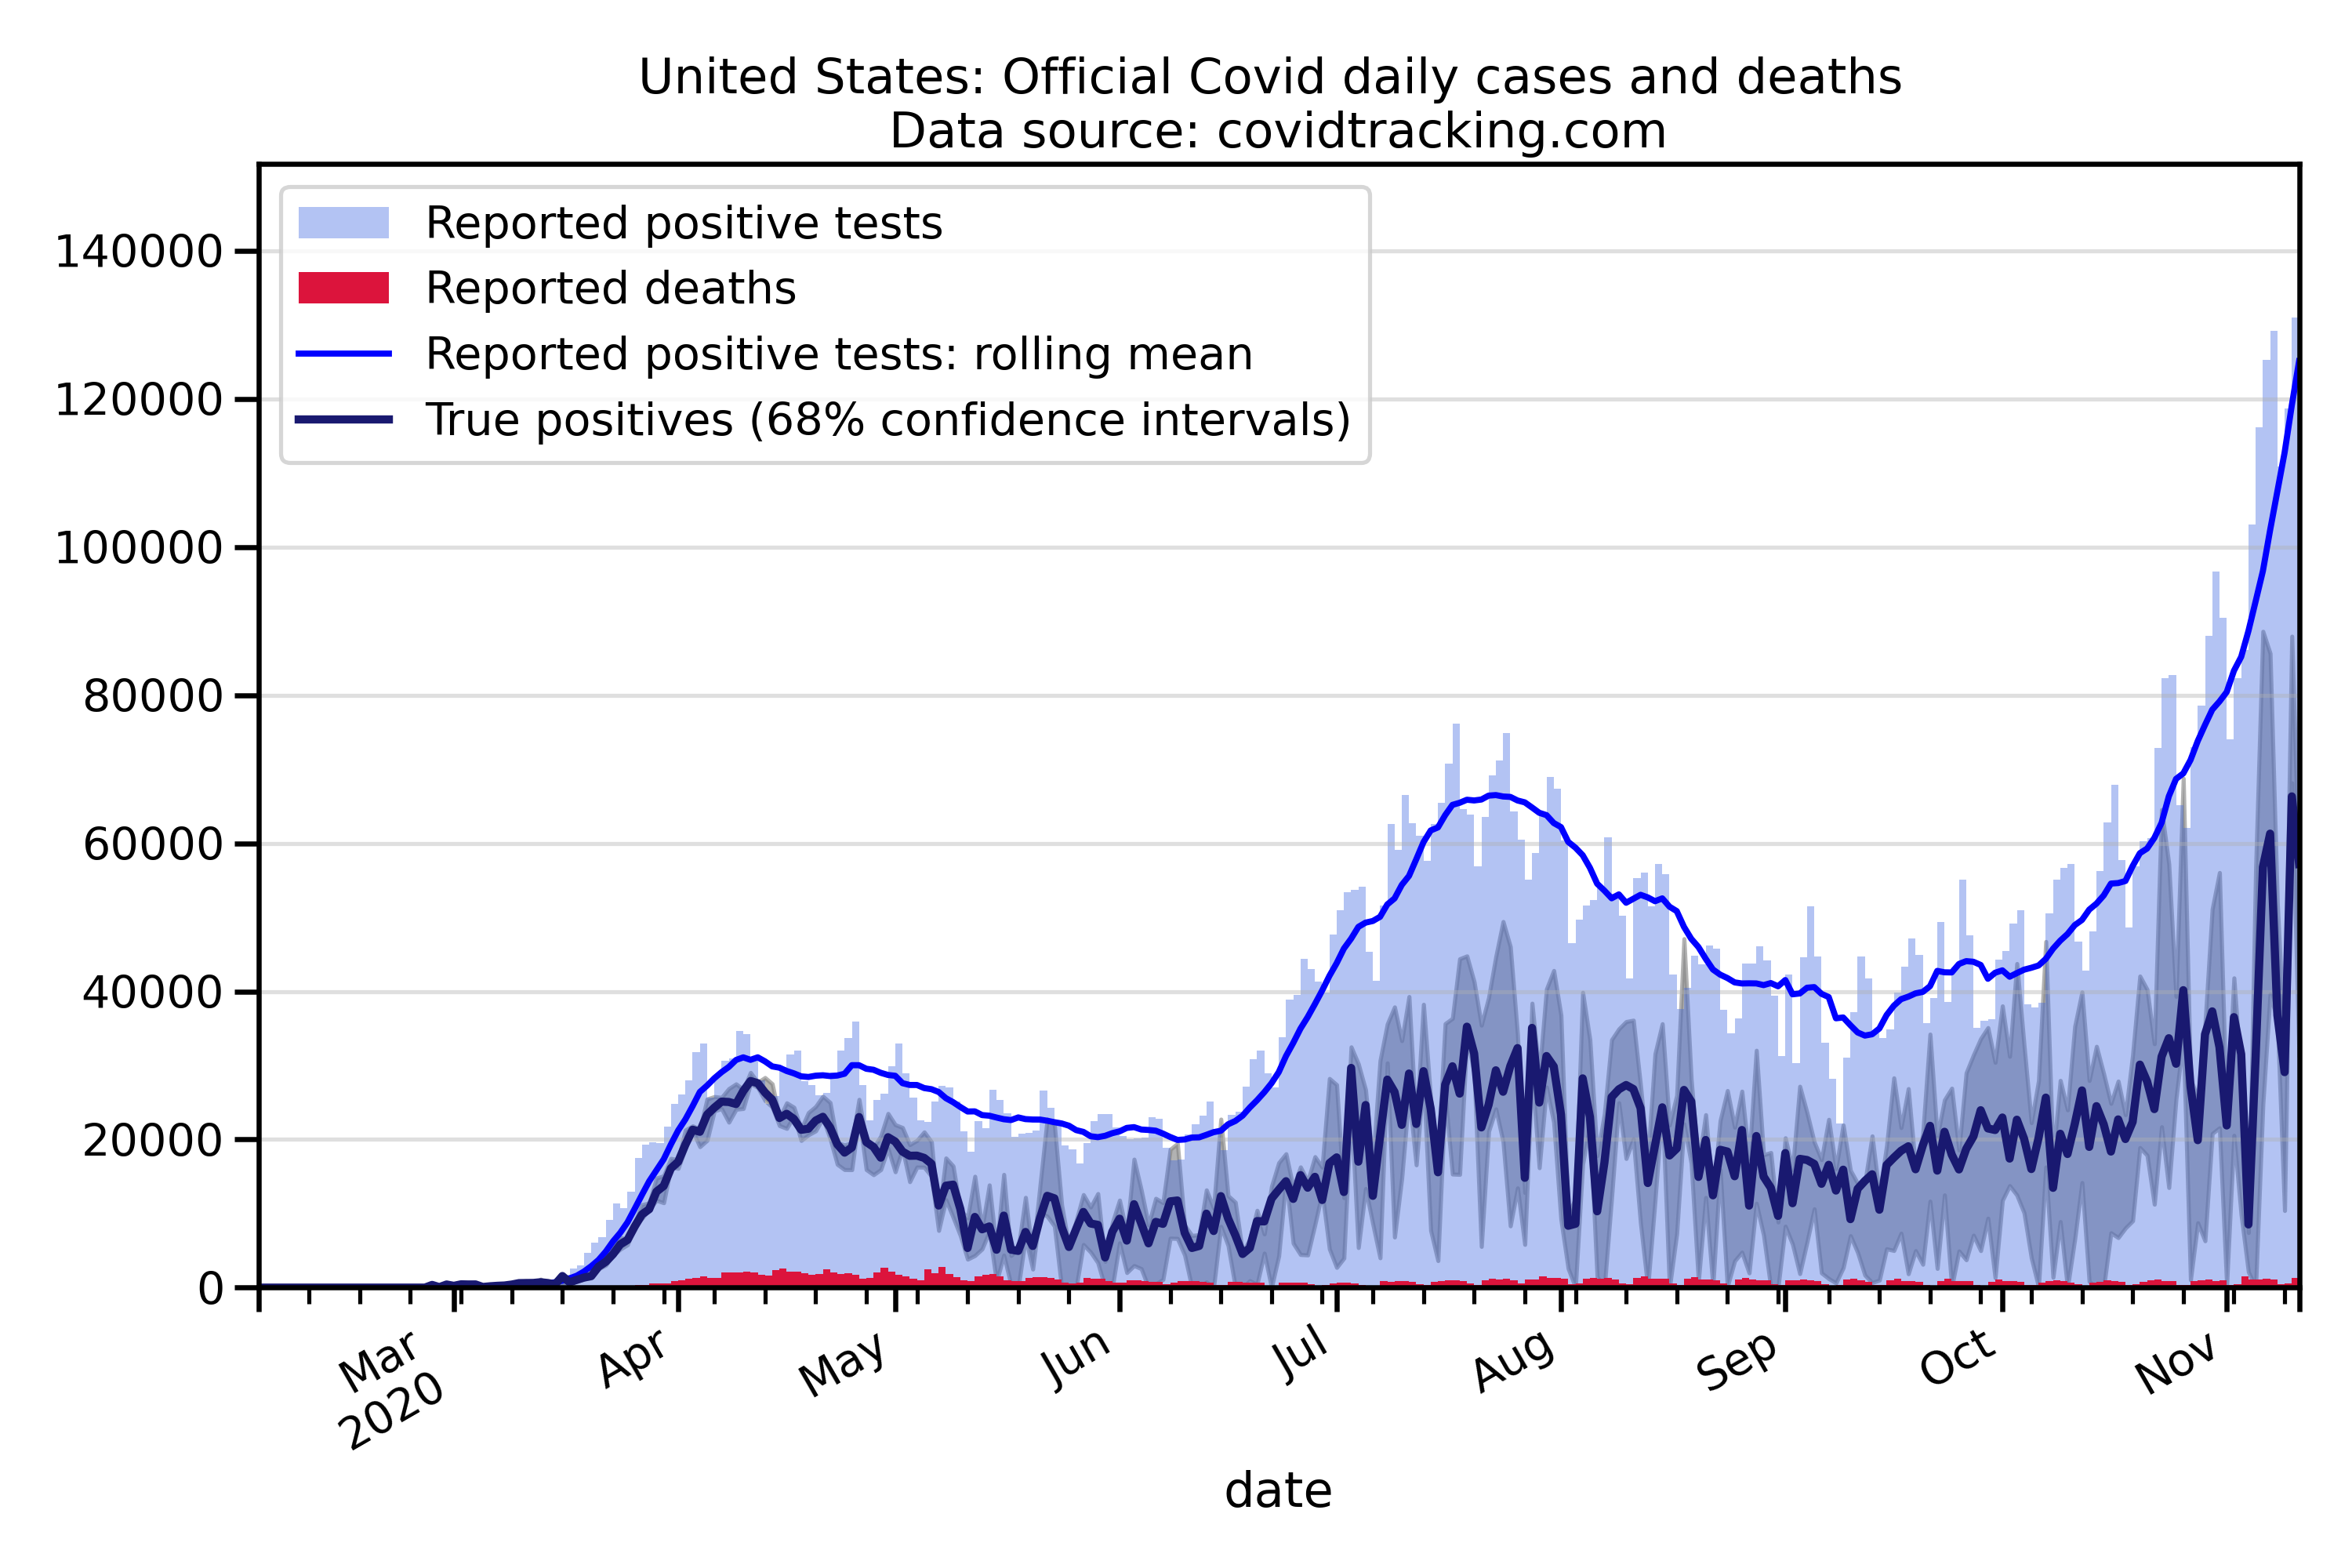 United States: Official Covid daily cases and deaths
Data source: covidtracking.com
Reported positive tests
Reported deaths
Reported positive tests: rolling mean
True positives (68% confidence intervals)
140000
120000
100000
80000
60000
40000
20000
0
Mar
2020
Apr
May
Jun
Jul
Aug
Sep
Oct
Nov
date